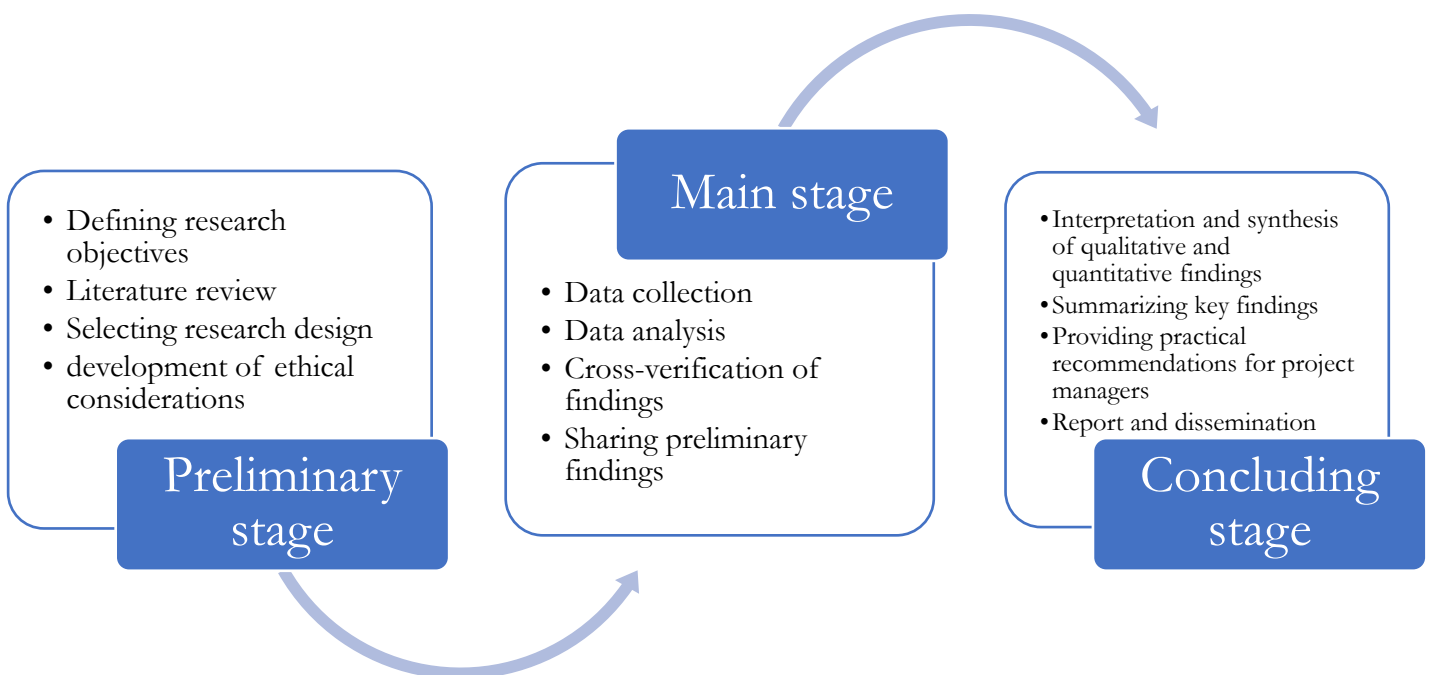 • Defining research
objectives
• Literature review
• Selecting research design
• development of ethical
considerations
Preliminary
stage
Main stage
• Data collection
• Data analysis
• Cross-verification of
findings
• Sharing preliminary
findings
•Interpretation and synthesis
of qualitative and
quantitative findings
•Summarizing key findings
•Providing practical
recommendations for project
managers
•Report and dissemination
Concluding
stage